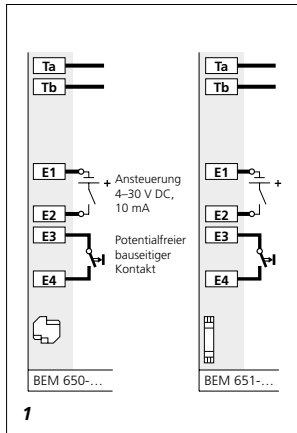 Ta
Tb
E1
+
Ansteuerung
4–30 V DC,
10 mA
E2
E3
Potentialfreier
bauseitiger
Kontakt
E4
BEM 650-...
Ta
Tb
E1
+
E2
E3
E4
BEM 651-...
1